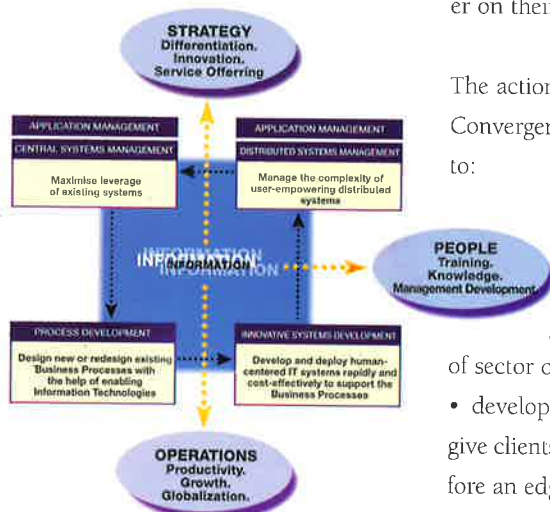 STRATEGY
Differentiation.
Innovation.
Service Offerring
APPLICATION MANAGEMENT
CENTRAL SYSTEMS MANAGEMENT
Maximise leverage
of existing systems
APPLICATION MANAGEMENT
DISTRIBUTED SYSTEMS MANAGEMENT
Manage the complexity of
user-empowering distributed
systems
INFORMATION
INFORMATION
INFORMATION
INFORMATION
PEOPLE
Training.
Knowledge.
Management Development.
PROCESS DEVELOPMENT
Design new or redesign existing
Business Processes with
the help of enabling
Information Technologies
INNOVATIVE SYSTEMS DEVELOPMENT
Develop and deploy human-
centered IT systems rapidly and
cost-effectively to support the
Business Processes
OPERATIONS
Productivity.
Growth.
Globalization.
er on their
The action
Converger
to:
of sector o
• develop
give clients
fore an edg